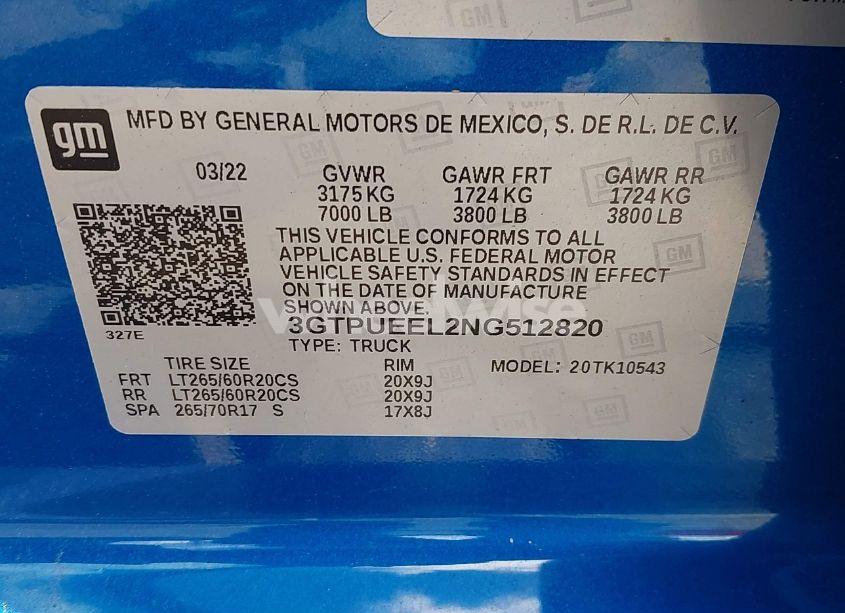 GM
gm
MFD BY GENERAL MOTORS DE MEXICO, S. DE R.L. DE C.V.
03/22 GVWR GAWR FRT GAWR RR
3175 KG 1724 KG 1724 KG
7000 LB 3800 LB 3800 LB
THIS VEHICLE CONFORMS TO ALL
APPLICABLE U.S. FEDERAL MOTOR
VEHICLE SAFETY STANDARDS IN EFFECT
ON THE DATE OF MANUFACTURE
SHOWN ABOVE.
3GTPUEEL2NG512820
327E
TYPE: TRUCK
TIRE SIZE RIM MODEL: 20TK10543
FRT LT265/60R20CS 20X9J
RR LT265/60R20CS 20X9J
SPA 265/70R17 S 17X8J